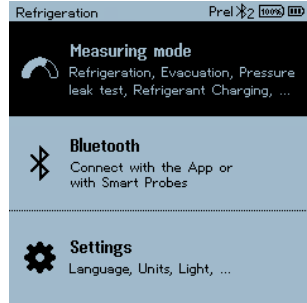 Refrigeration Prel 2 100%
Measuring mode
Refrigeration, Evacuation, Pressure
leak test, Refrigerant Charging, ...
Bluetooth
Connect with the App or
with Smart Probes
Settings
Language, Units, Light, ...